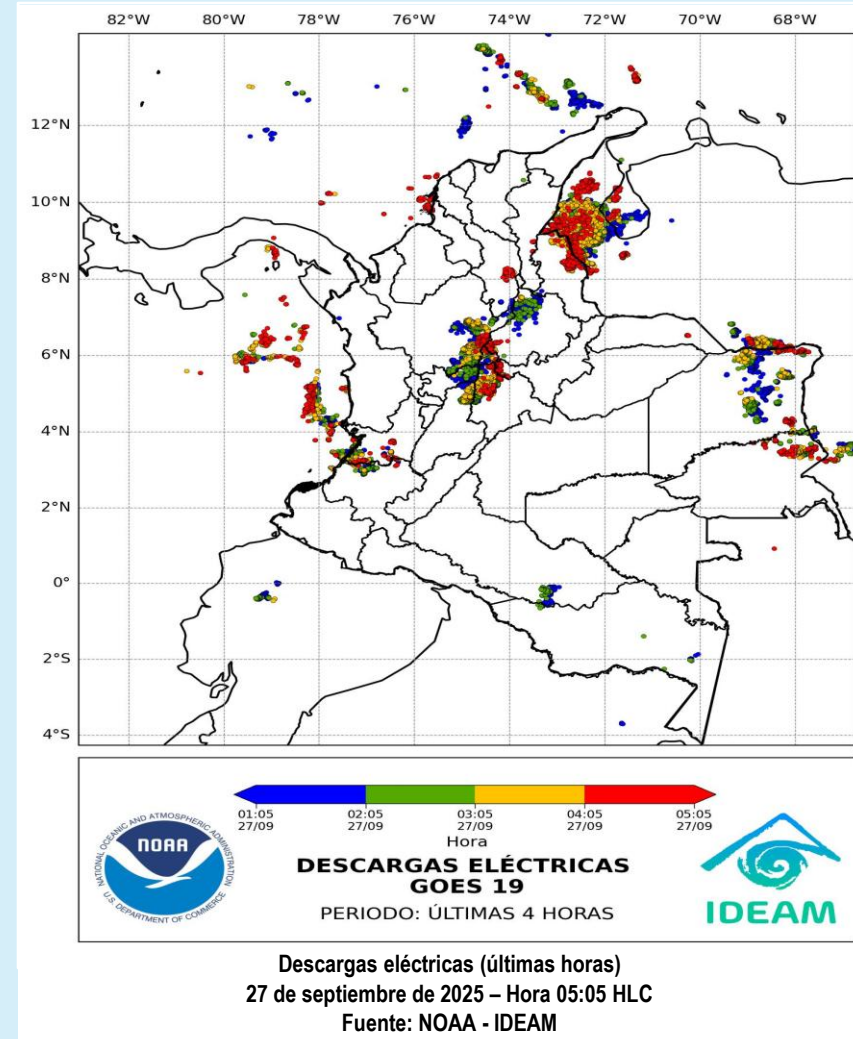 82°W 80°W 78°W 76°W 74°W 72°W 70°W 68°W
12°N
10°N
8°N
6°N
4°N
2°N
0°
2°S
4°S
01:05 02:05 03:05 04:05 05:05
27/09 27/09 27/09 27/09 27/09
Hora
NATIONAL OCEANIC AND ATMOSPHERIC ADMINISTRATION
NOAA
U.S. DEPARTMENT OF COMMERCE
DESCARGAS ELÉCTRICAS
GOES 19
PERIODO: ÚLTIMAS 4 HORAS
IDEAM
Descargas eléctricas (últimas horas)
27 de septiembre de 2025 – Hora 05:05 HLC
Fuente: NOAA - IDEAM